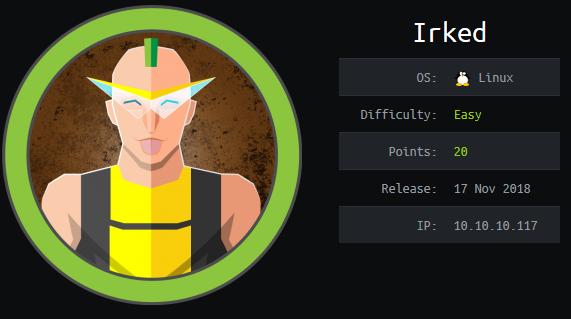 Irked
OS: Linux
Difficulty: Easy
Points: 20
Release: 17 Nov 2018
IP: 10.10.10.117